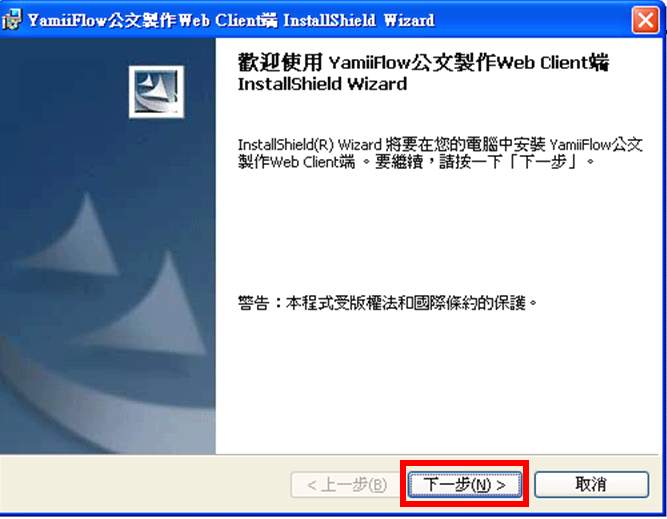 YamiiFlow公文製作Web Client端 InstallShield Wizard
歡迎使用 YamiiFlow公文製作Web Client端
InstallShield Wizard
InstallShield(R) Wizard 將要在您的電腦中安裝 YamiiFlow公文
製作Web Client端 。要繼續，請按一下「下一步」。
警告：本程式受版權法和國際條約的保護。
< 上一步(B) 下一步(N) > 取消